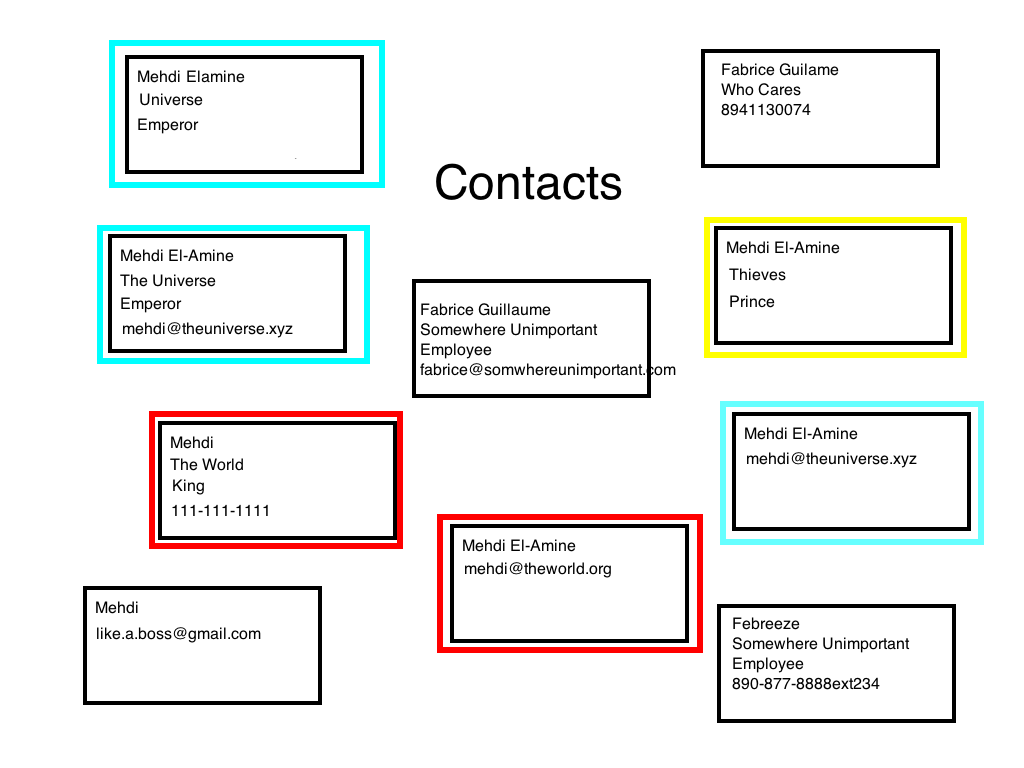 Mehdi Elamine
Universe
Emperor
Fabrice Guilame
Who Cares
8941130074
Contacts
Mehdi El-Amine
The Universe
Emperor
mehdi@theuniverse.xyz
Fabrice Guillaume
Somewhere Unimportant
Employee
fabrice@somwhereunimportant.com
Mehdi El-Amine
Thieves
Prince
Mehdi
The World
King
111-111-1111
Mehdi El-Amine
mehdi@theuniverse.xyz
Mehdi El-Amine
mehdi@theworld.org
Mehdi
like.a.boss@gmail.com
Febreeze
Somewhere Unimportant
Employee
890-877-8888ext234